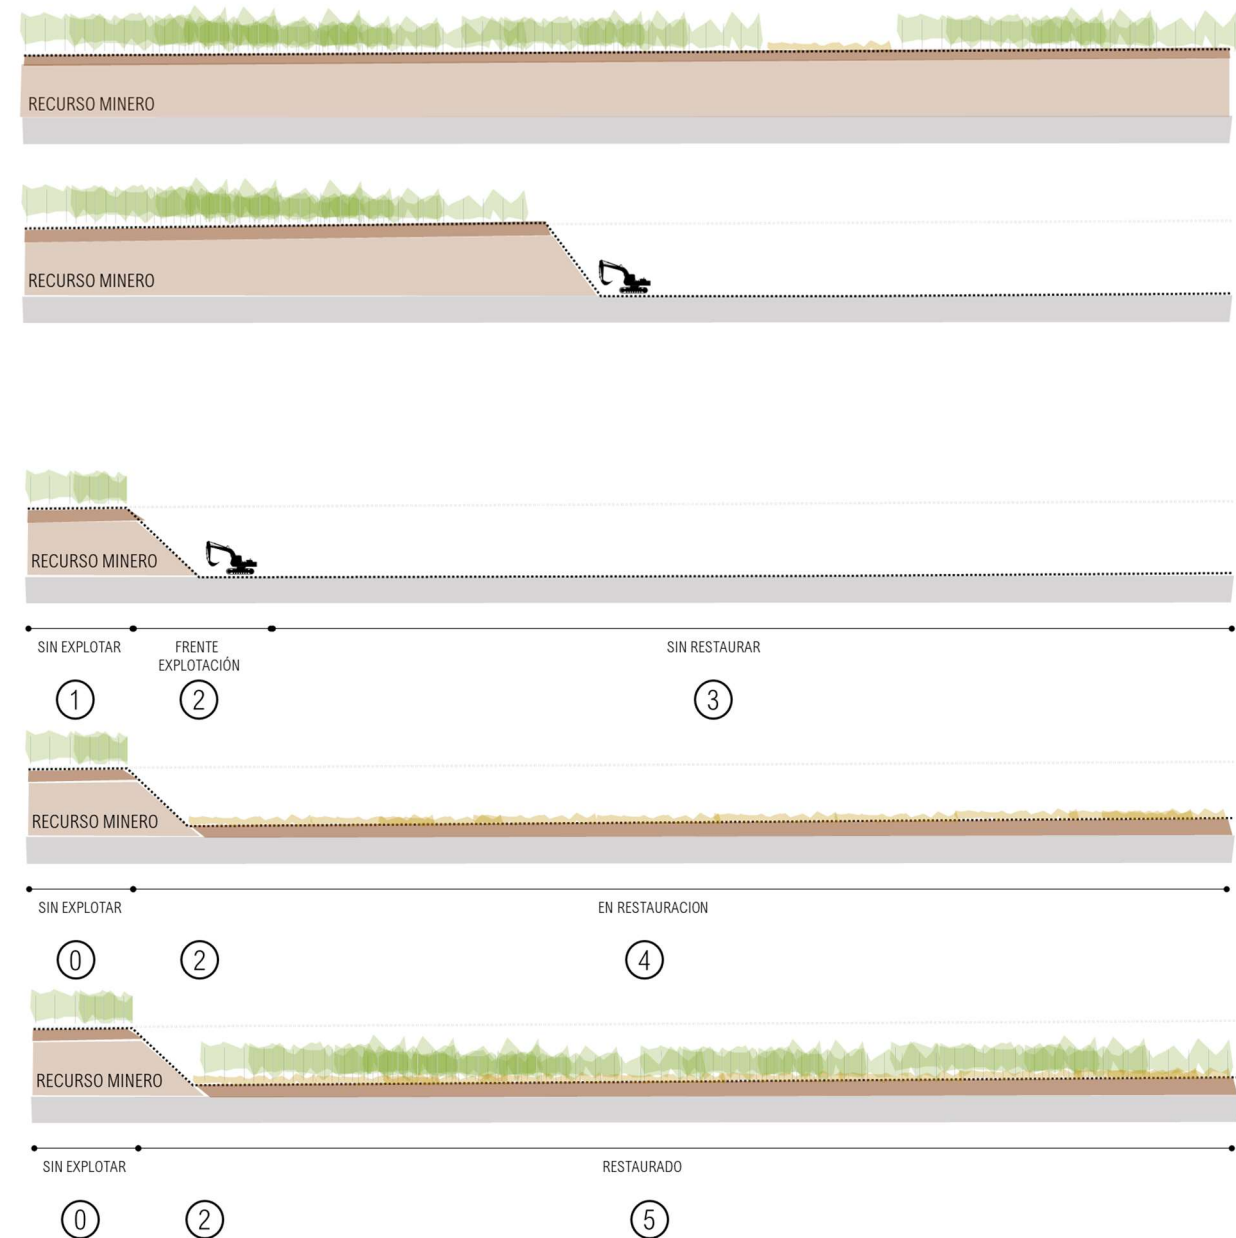 RECURSO MINERO
RECURSO MINERO
RECURSO MINERO
SIN EXPLOTAR
FRENTE
EXPLOTACIÓN
SIN RESTAURAR
1
2
3
RECURSO MINERO
SIN EXPLOTAR
EN RESTAURACION
0
2
4
RECURSO MINERO
SIN EXPLOTAR
RESTAURADO
0
2
5